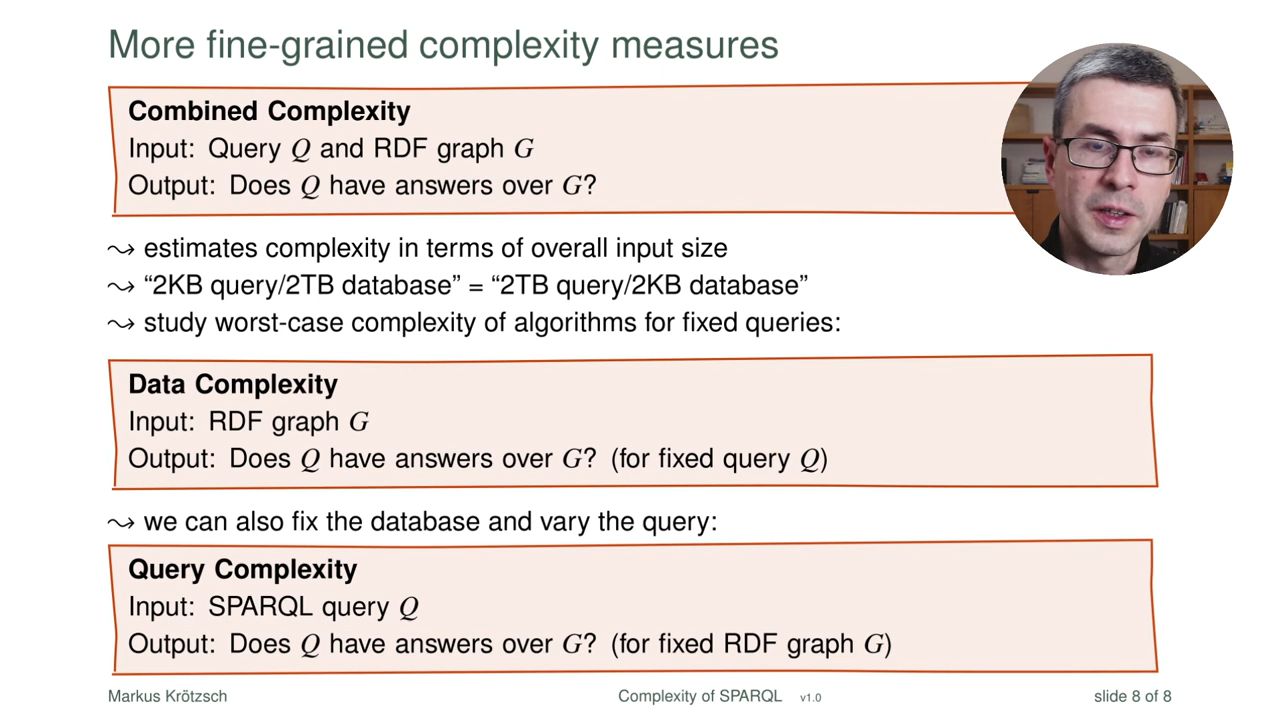 More fine-grained complexity measures
Combined Complexity
Input: Query Q and RDF graph G
Output: Does Q have answers over G?
⤳ estimates complexity in terms of overall input size
⤳ “2KB query/2TB database” = “2TB query/2KB database”
⤳ study worst-case complexity of algorithms for fixed queries:
Data Complexity
Input: RDF graph G
Output: Does Q have answers over G? (for fixed query Q)
⤳ we can also fix the database and vary the query:
Query Complexity
Input: SPARQL query Q
Output: Does Q have answers over G? (for fixed RDF graph G)
Markus Krötzsch Complexity of SPARQL v1.0 slide 8 of 8